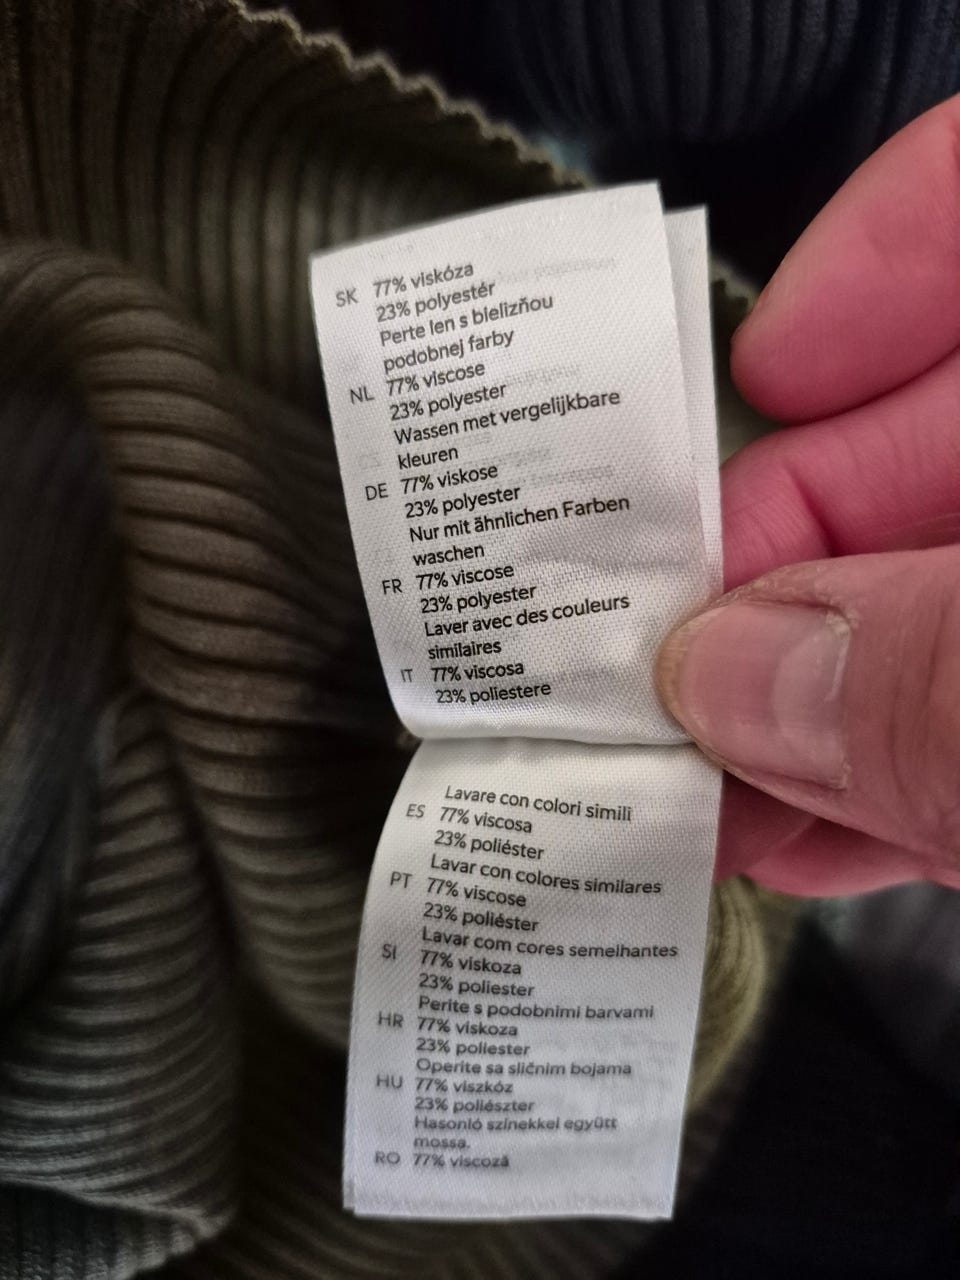 SK 77% viskóza
23% polyestér
Perte len s bielizňou
podobnej farby
NL 77% viscose
23% polyester
Wassen met vergelijkbare
kleuren
DE 77% viskose
23% polyester
Nur mit ähnlichen Farben
waschen
FR 77% viscose
23% polyester
Laver avec des couleurs
similaires
IT 77% viscosa
23% poliestere
Lavare con colori simili
ES 77% viscosa
23% poliéster
Lavar con colores similares
PT 77% viscose
23% poliéster
Lavar com cores semelhantes
SI 77% viskoza
23% poliester
Perite s podobnimi barvami
HR 77% viskoza
23% poliester
Operite sa sličnim bojama
HU 77% viszkóz
23% poliészter
Hasonló színekkel együtt
mossa.
RO 77% viscoză